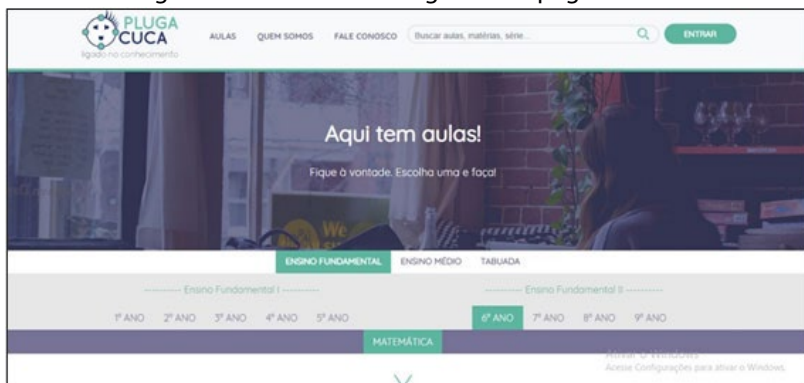 PLUGA
CUCA
ligado no conhecimento
AULAS QUEM SOMOS FALE CONOSCO Buscar aulas, matérias, série... ENTRAR
Aqui tem aulas!
Fique à vontade. Escolha uma e faça!
We
ENSINO FUNDAMENTAL ENSINO MÉDIO TABUADA
---------- Ensino Fundamental I ---------- ---------- Ensino Fundamental II ----------
1º ANO 2º ANO 3º ANO 4º ANO 5º ANO 6º ANO 7º ANO 8º ANO 9º ANO
MATEMÁTICA
Ativar o Windows
Acesse Configurações para ativar o Windows.